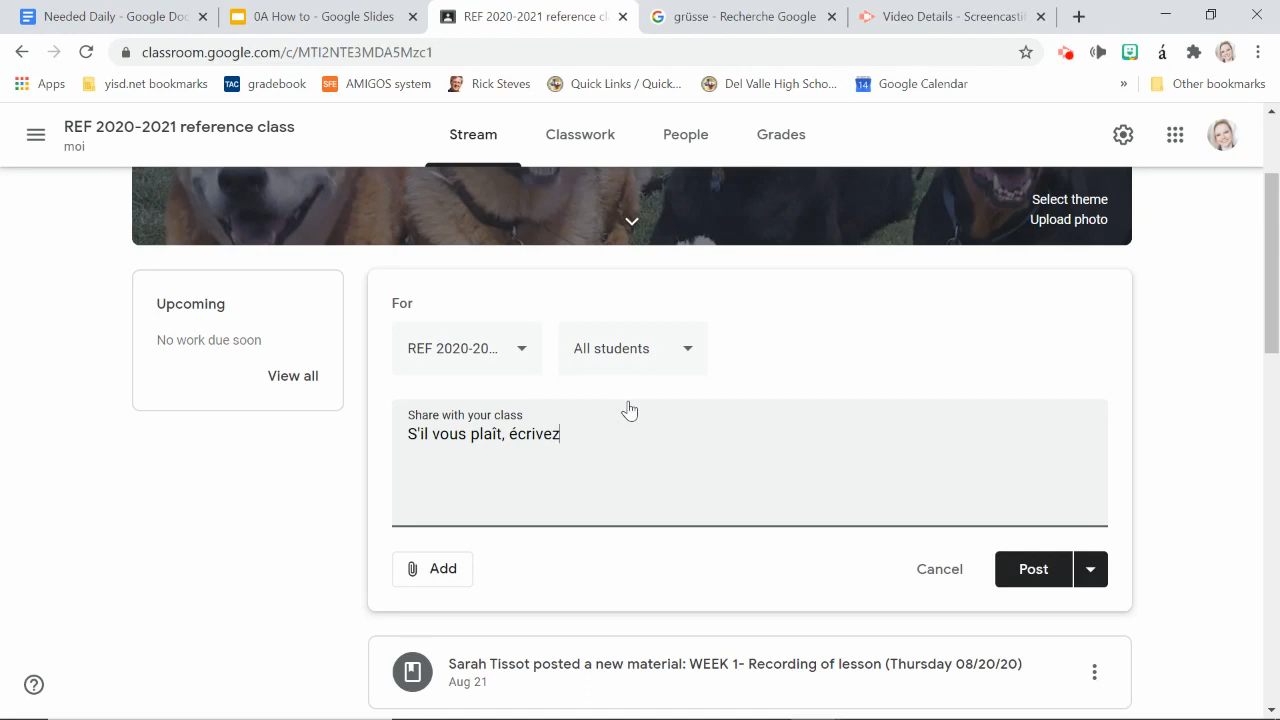 Needed Daily - Google Do
0A How to - Google Slides
REF 2020-2021 reference cl
grüsse - Recherche Google
Video Details - Screencastif
classroom.google.com/c/MTI2NTE3MDA5Mzc1
Apps
yisd.net bookmarks
TAC gradebook
SFE AMIGOS system
Rick Steves
Quick Links / Quick...
Del Valle High Scho...
14 Google Calendar
»
Other bookmarks
REF 2020-2021 reference class
moi
Stream
Classwork
People
Grades
Select theme
Upload photo
Upcoming
No work due soon
View all
For
REF 2020-20...
All students
Share with your class
S'il vous plaît, écrivez
Add
Cancel
Post
Sarah Tissot posted a new material: WEEK 1- Recording of lesson (Thursday 08/20/20)
Aug 21